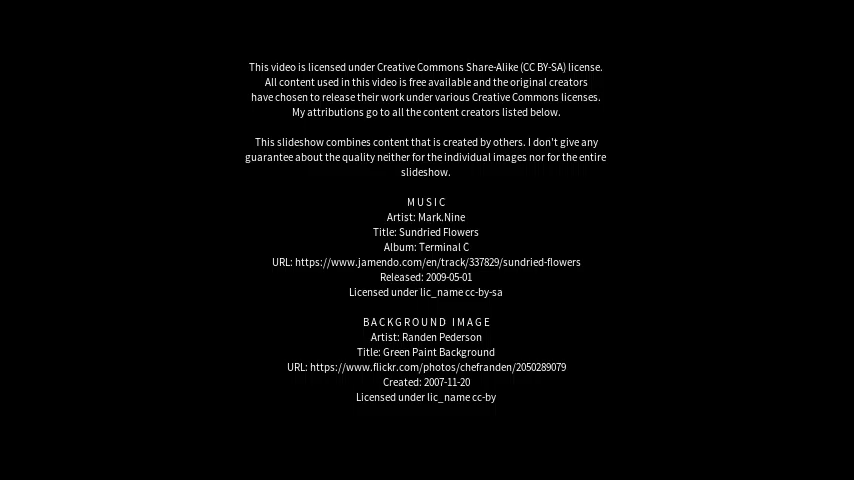 This video is licensed under Creative Commons Share-Alike (CC BY-SA) license.
All content used in this video is free available and the original creators
have chosen to release their work under various Creative Commons licenses.
My attributions go to all the content creators listed below.
This slideshow combines content that is created by others. I don't give any
guarantee about the quality neither for the individual images nor for the entire
slideshow.
M U S I C
Artist: Mark.Nine
Title: Sundried Flowers
Album: Terminal C
URL: https://www.jamendo.com/en/track/337829/sundried-flowers
Released: 2009-05-01
Licensed under lic_name cc-by-sa
B A C K G R O U N D   I M A G E
Artist: Randen Pederson
Title: Green Paint Background
URL: https://www.flickr.com/photos/chefranden/2050289079
Created: 2007-11-20
Licensed under lic_name cc-by